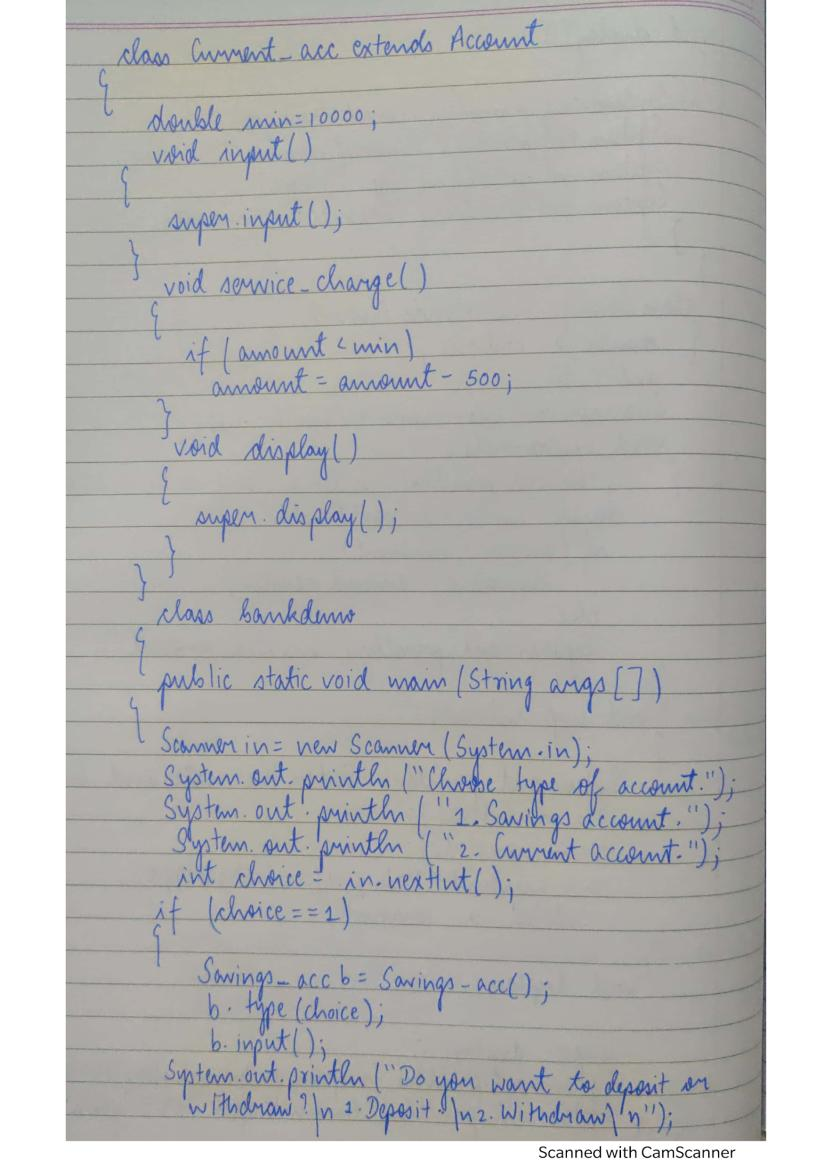 class Current_acc extends Account
{
double min=10000;
void input()
{
super.input();
}
void service_charge()
{
if (amount < min)
amount = amount - 500;
}
void display()
{
super.display();
}
}
class bankdemo
{
public static void main (String args[])
{
Scanner in = new Scanner (System.in);
System.out.println ("Choose type of account.");
System.out.println ("1. Savings account.");
System.out.println ("2. Current account.");
int choice = in.nextInt();
if (choice==1)
{
Savings_acc b = Savings_acc();
b.type (choice);
b.input();
System.out.println ("Do you want to deposit or
withdraw?\n 1. Deposit.\n 2. Withdraw\n");
Scanned with CamScanner